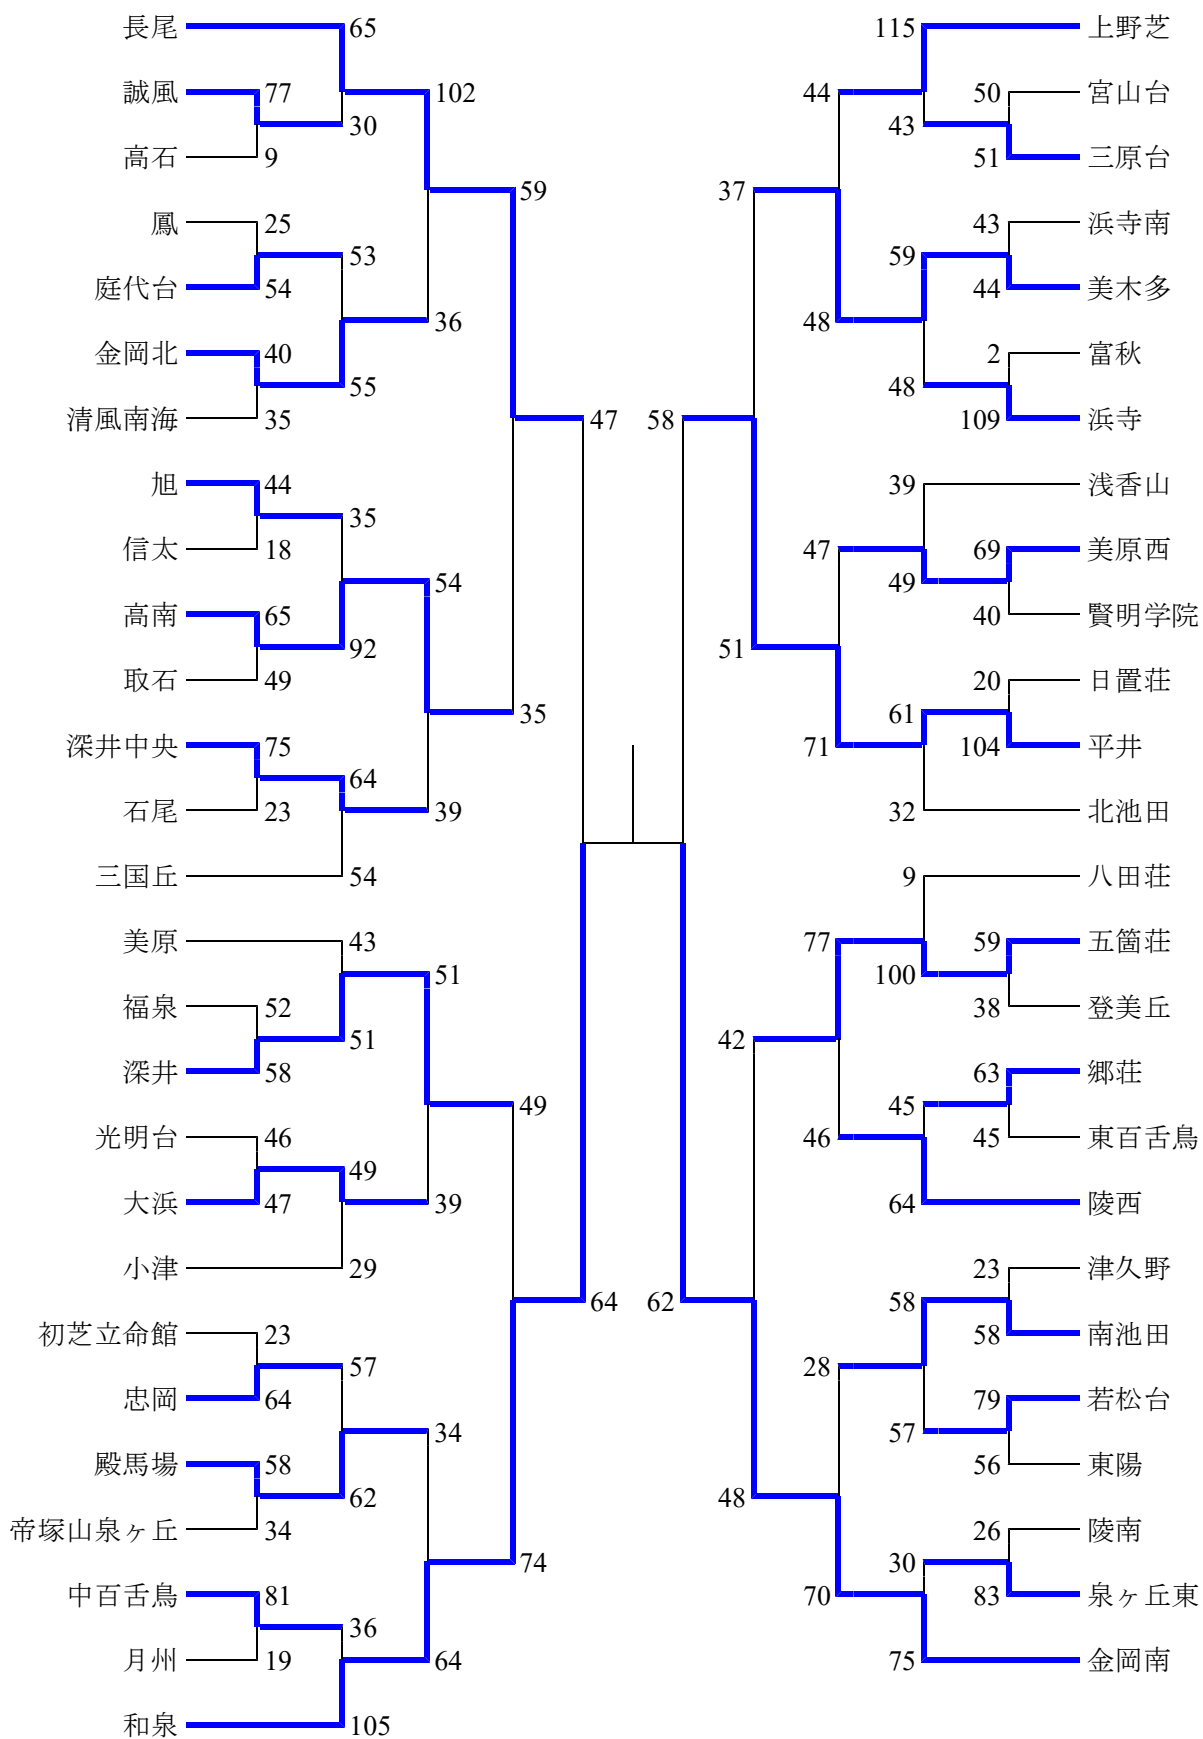 長尾 65 115 上野芝
誠風 77 102 44 50 宮山台
30 43
高石 9 51 三原台
59 37
鳳 25 43 浜寺南
53 59
庭代台 54 44 美木多
36 48
金岡北 40 2 富秋
55 48
清風南海 35 109 浜寺
47 58
旭 44 39 浅香山
35
信太 18 47 69 美原西
54 49
高南 65 40 賢明学院
92 51
取石 49 20 日置荘
35 61
深井中央 75 71 104 平井
64
石尾 23 39 32 北池田
三国丘 54 9 八田荘
美原 43 77 59 五箇荘
51 100
福泉 52 38 登美丘
51 42
深井 58 63 郷荘
49 45
光明台 46 46 45 東百舌鳥
49
大浜 47 39 64 陵西
小津 29 23 津久野
64 62 58
初芝立命館 23 58 南池田
57 28
忠岡 64 79 若松台
34 57
殿馬場 58 56 東陽
62 48
帝塚山泉ヶ丘 34 26 陵南
74 30
中百舌鳥 81 70 83 泉ヶ丘東
36
月州 19 64 75 金岡南
和泉 105